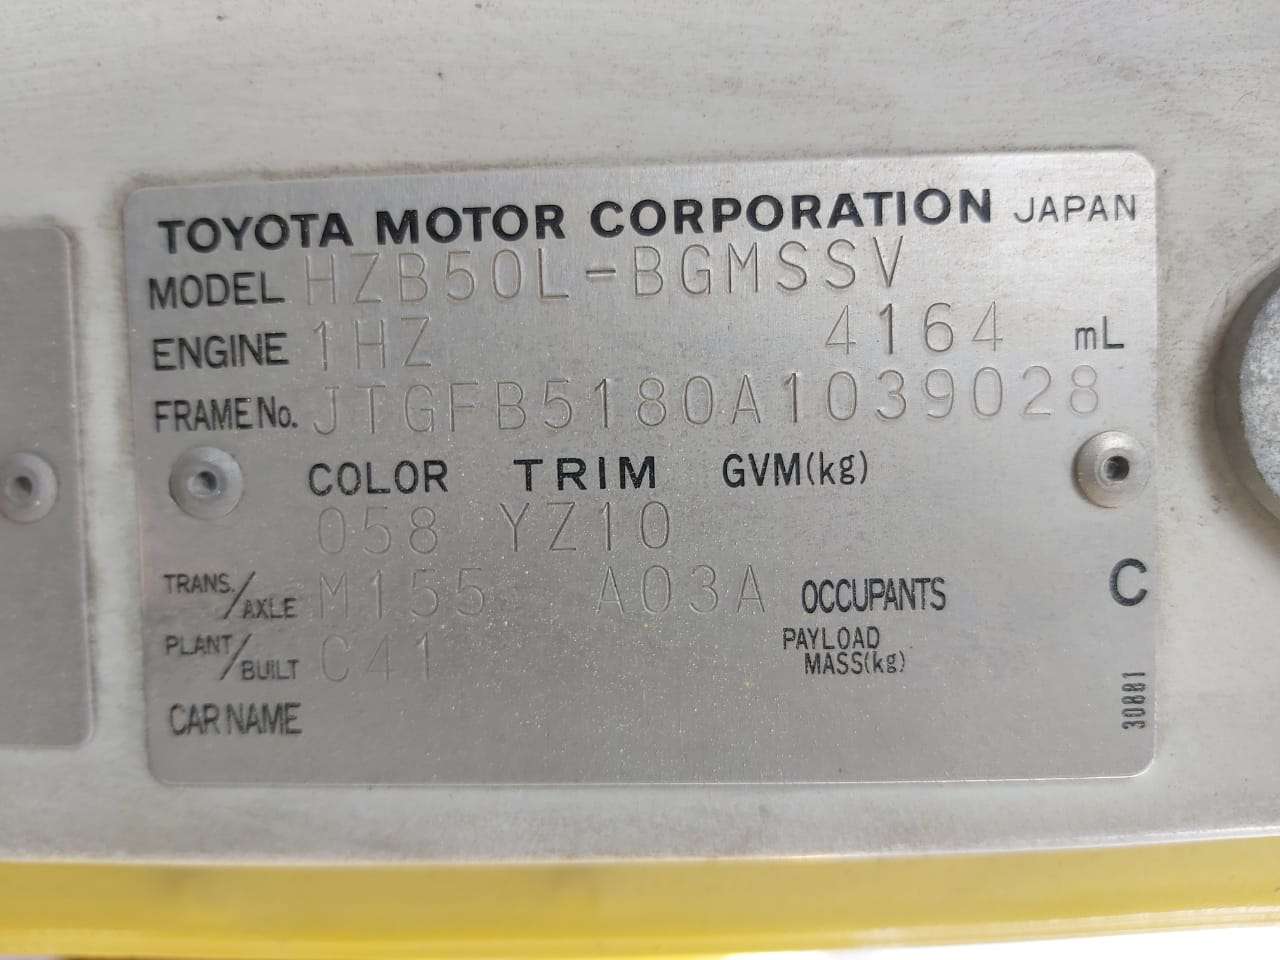 TOYOTA MOTOR CORPORATION JAPAN
MODEL HZB50L-BGMSSV
ENGINE 1HZ 4164 mL
FRAME No. JTGFB5180A1039028
COLOR TRIM GVM(kg)
058 YZ10
TRANS./AXLE M155 A03A OCCUPANTS C
PLANT/BUILT C41 PAYLOAD MASS(kg)
CAR NAME
30881